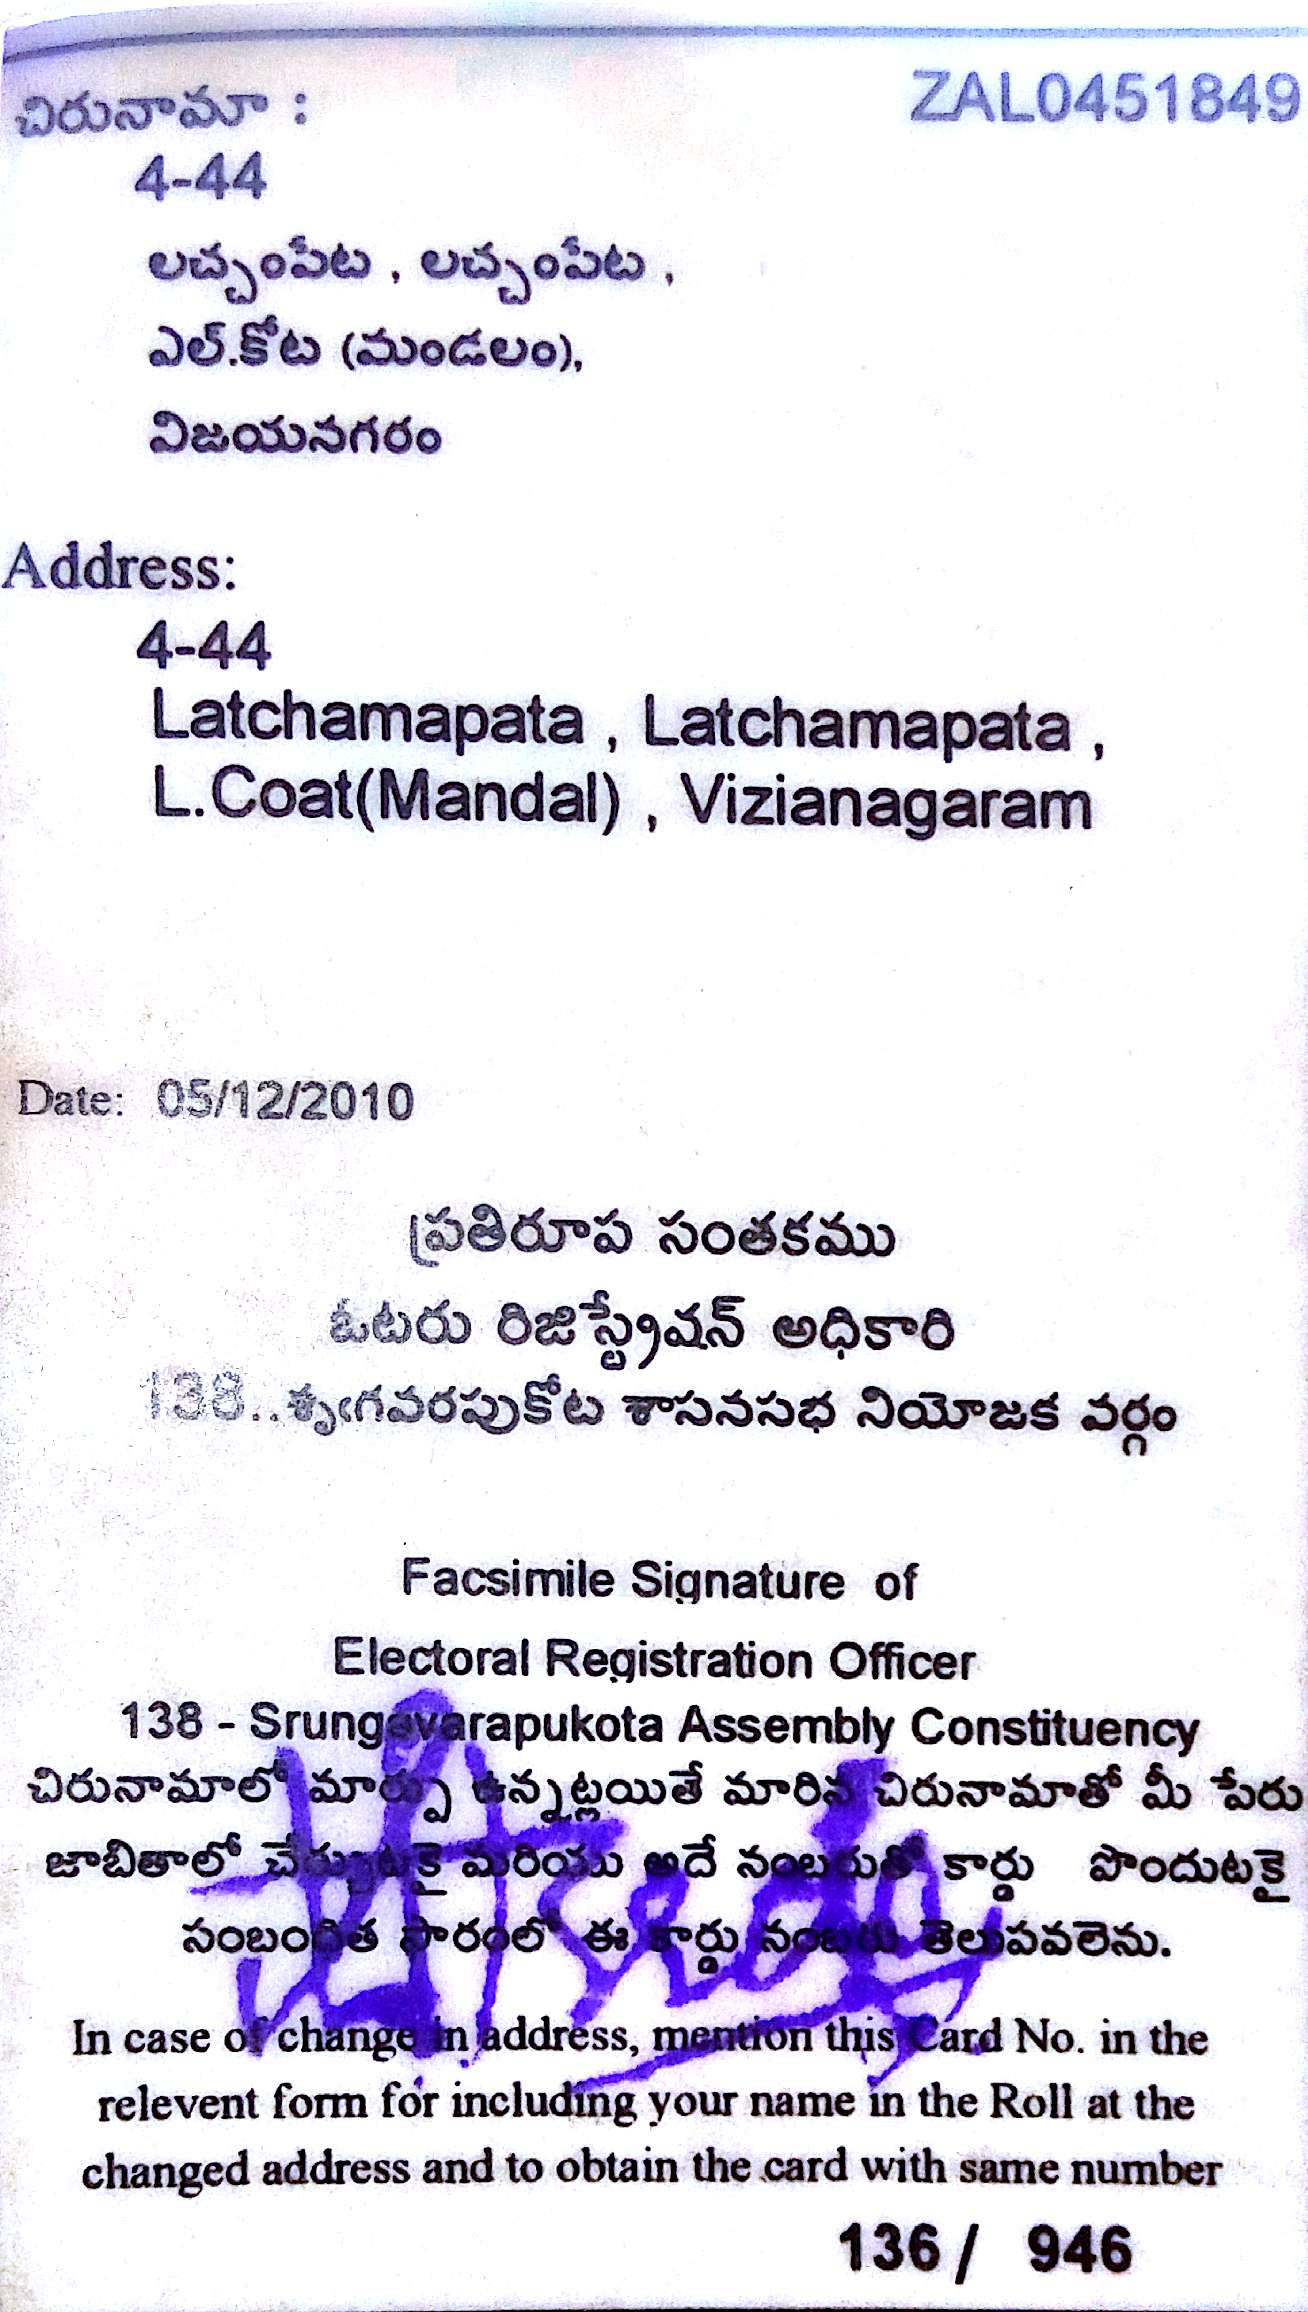 చిరునామా :
ZAL0451849
4-44
లచ్చంపేట , లచ్చంపేట ,
ఎల్.కోట (మండలం),
విజయనగరం
Address:
4-44
Latchamapata , Latchamapata ,
L.Coat(Mandal) , Vizianagaram
Date: 05/12/2010
ప్రతిరూప సంతకము
ఓటరు రిజిస్ట్రేషన్ అధికారి
138..శృంగవరపుకోట శాసనసభ నియోజక వర్గం
Facsimile Signature of
Electoral Registration Officer
138 - Srungavarapukota Assembly Constituency
చిరునామాలో మార్పు ఉన్నట్లయితే మారిన చిరునామాతో మీ పేరు
జాబితాలో చేర్చుటకై మరియు అదే నంబరుతో కార్డు పొందుటకై
సంబంధిత ఫారంలో ఈ కార్డు నంబరు తెలుపవలెను.
In case of change in address, mention this Card No. in the
relevent form for including your name in the Roll at the
changed address and to obtain the card with same number
136 / 946